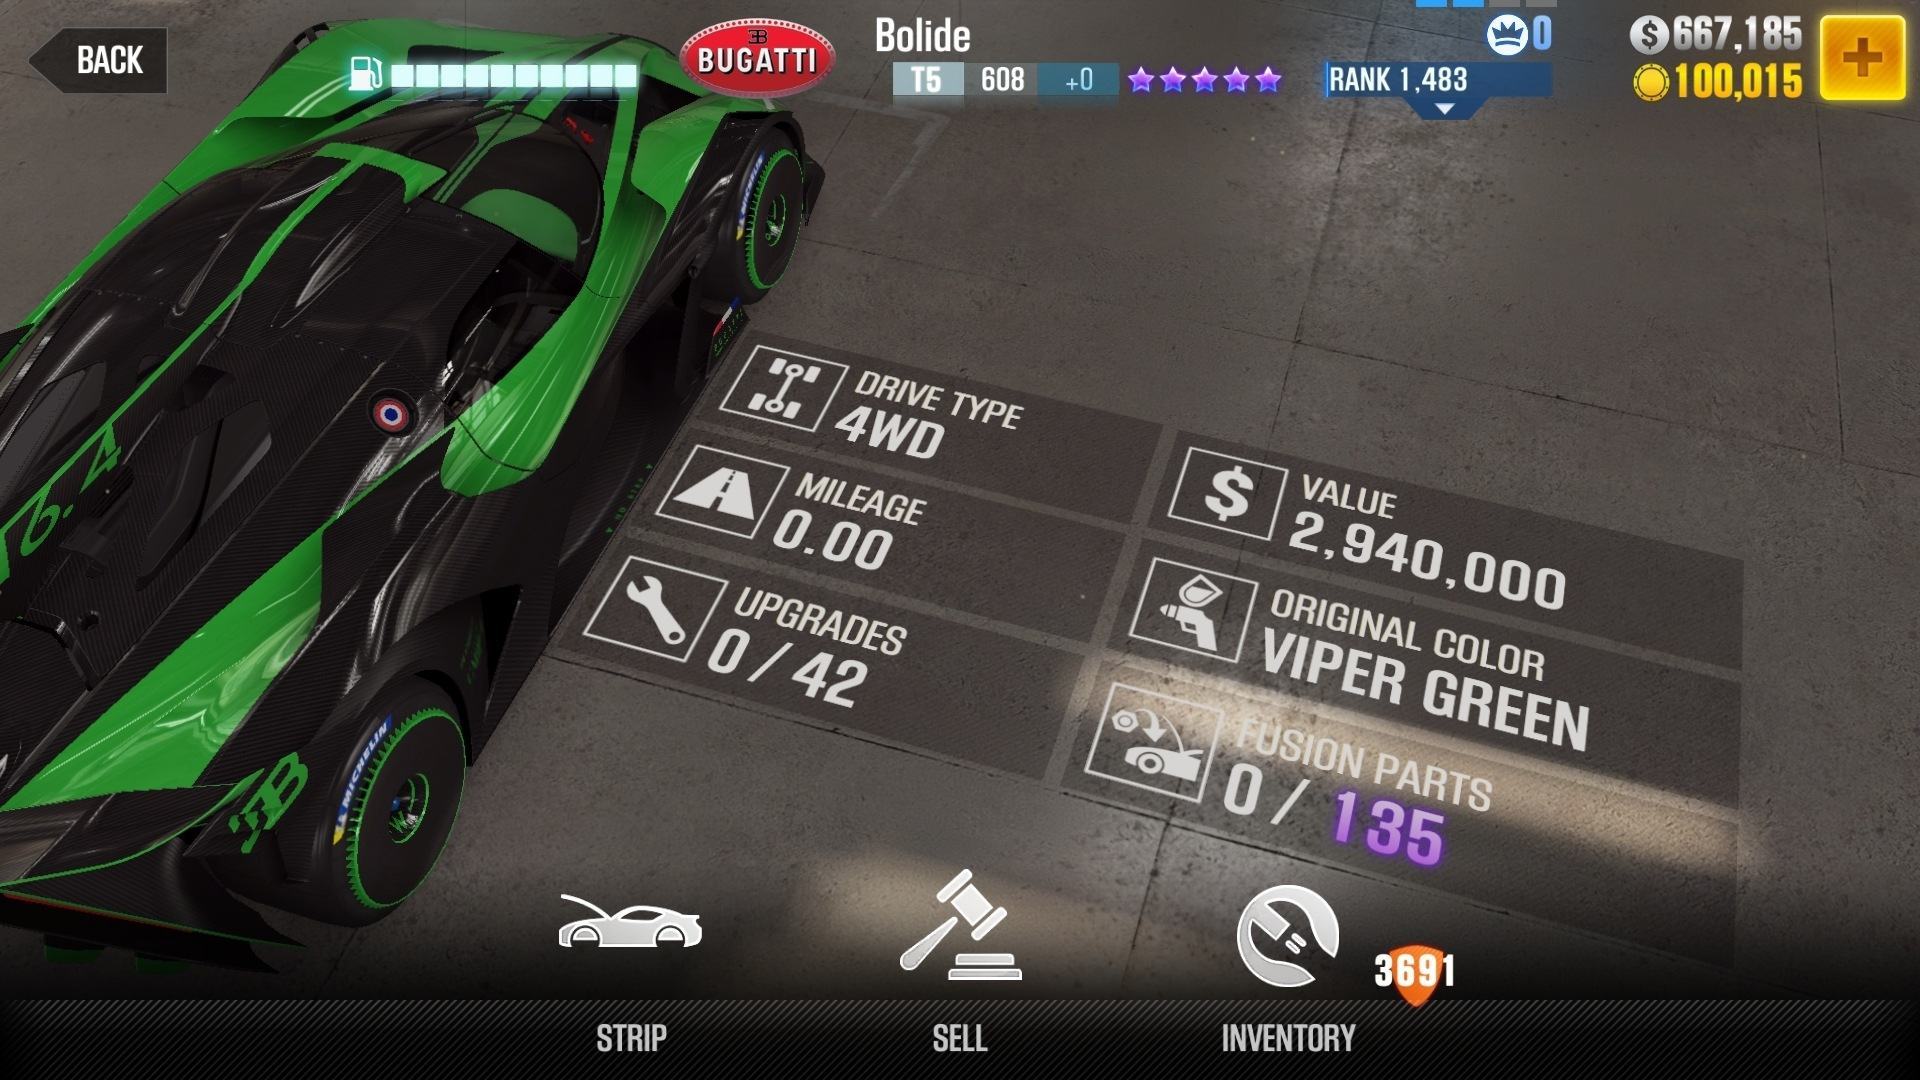 BACK
BUGATTI
Bolide
T5 608 +0
RANK 1,483
0
667,185
100,015
DRIVE TYPE
4WD
MILEAGE
0.00
UPGRADES
0/42
VALUE
2,940,000
ORIGINAL COLOR
VIPER GREEN
FUSION PARTS
0/135
MICHELIN
MICHELIN
STRIP
SELL
INVENTORY
3691